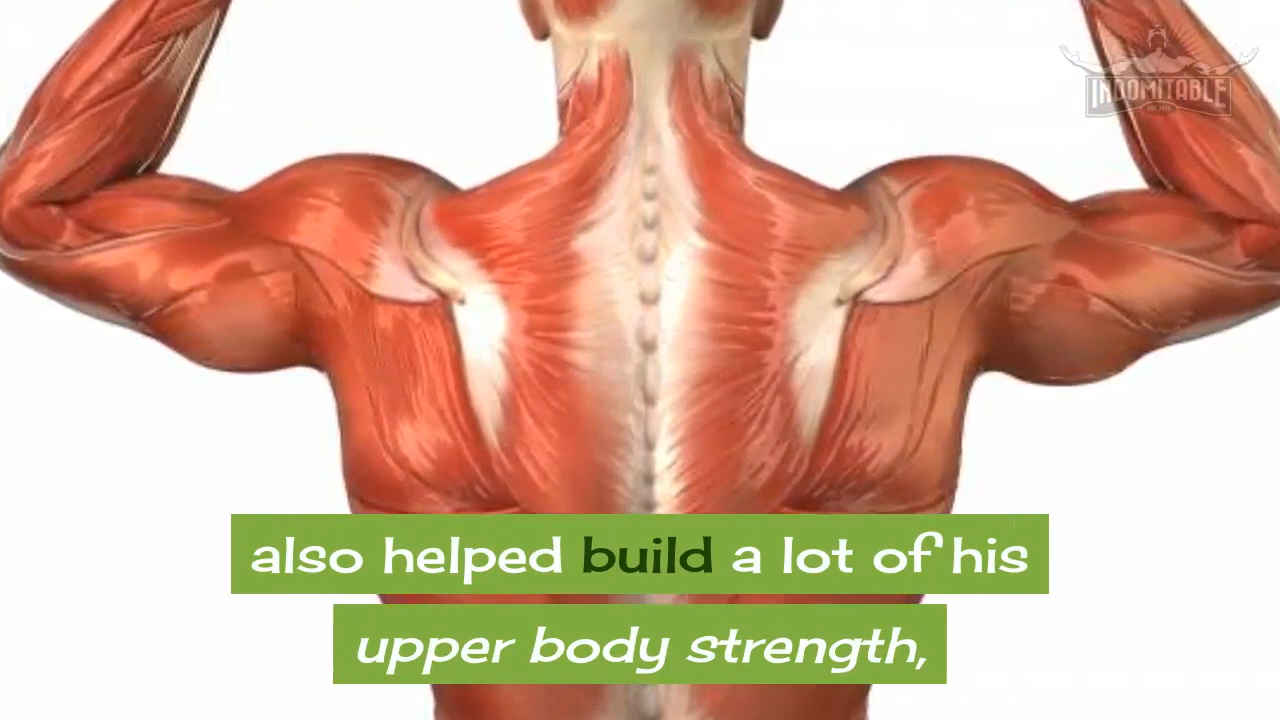 INDOMITABLE
also helped build a lot of his
upper body strength,